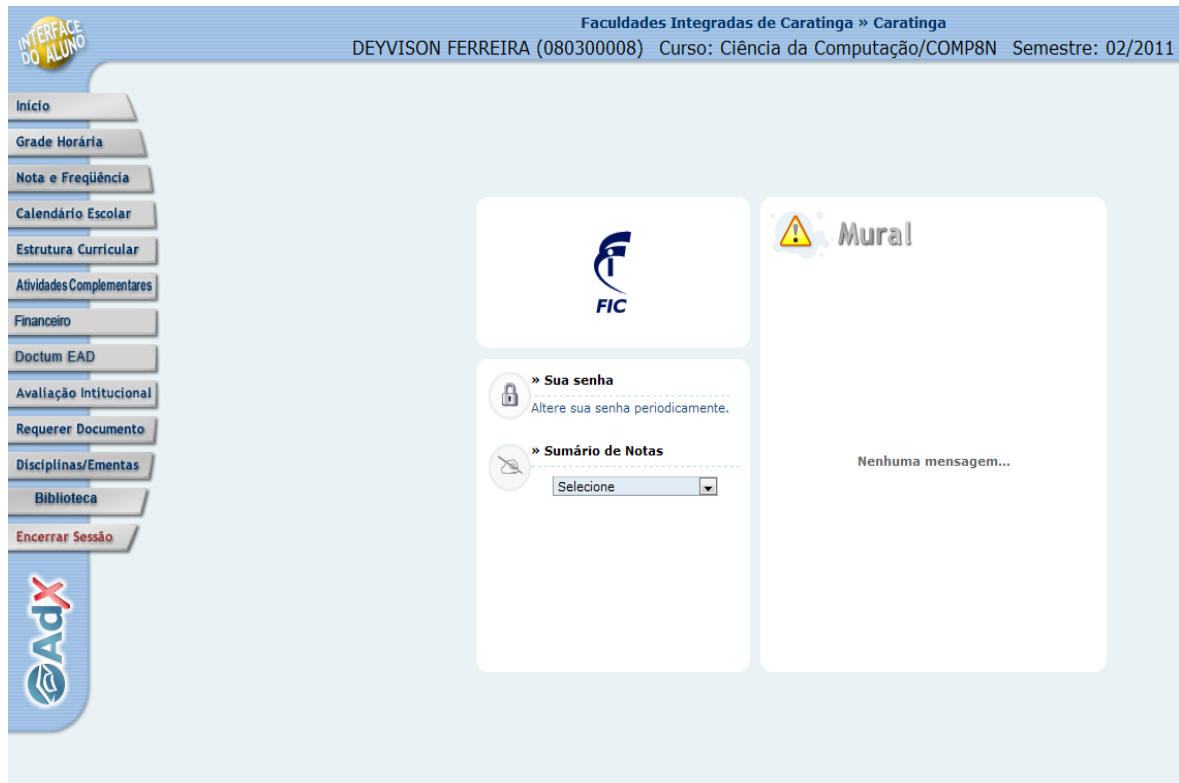 INTERFACE
DO ALUNO
Faculdades Integradas de Caratinga » Caratinga
DEYVISON FERREIRA (080300008) Curso: Ciência da Computação/COMP8N Semestre: 02/2011
Início
Grade Horária
Nota e Freqüência
Calendário Escolar
Estrutura Curricular
Atividades Complementares
Financeiro
Doctum EAD
Avaliação Intitucional
Requerer Documento
Disciplinas/Ementas
Biblioteca
Encerrar Sessão
AdX
FIC
» Sua senha
Altere sua senha periodicamente.
» Sumário de Notas
Selecione
Mural
Nenhuma mensagem...